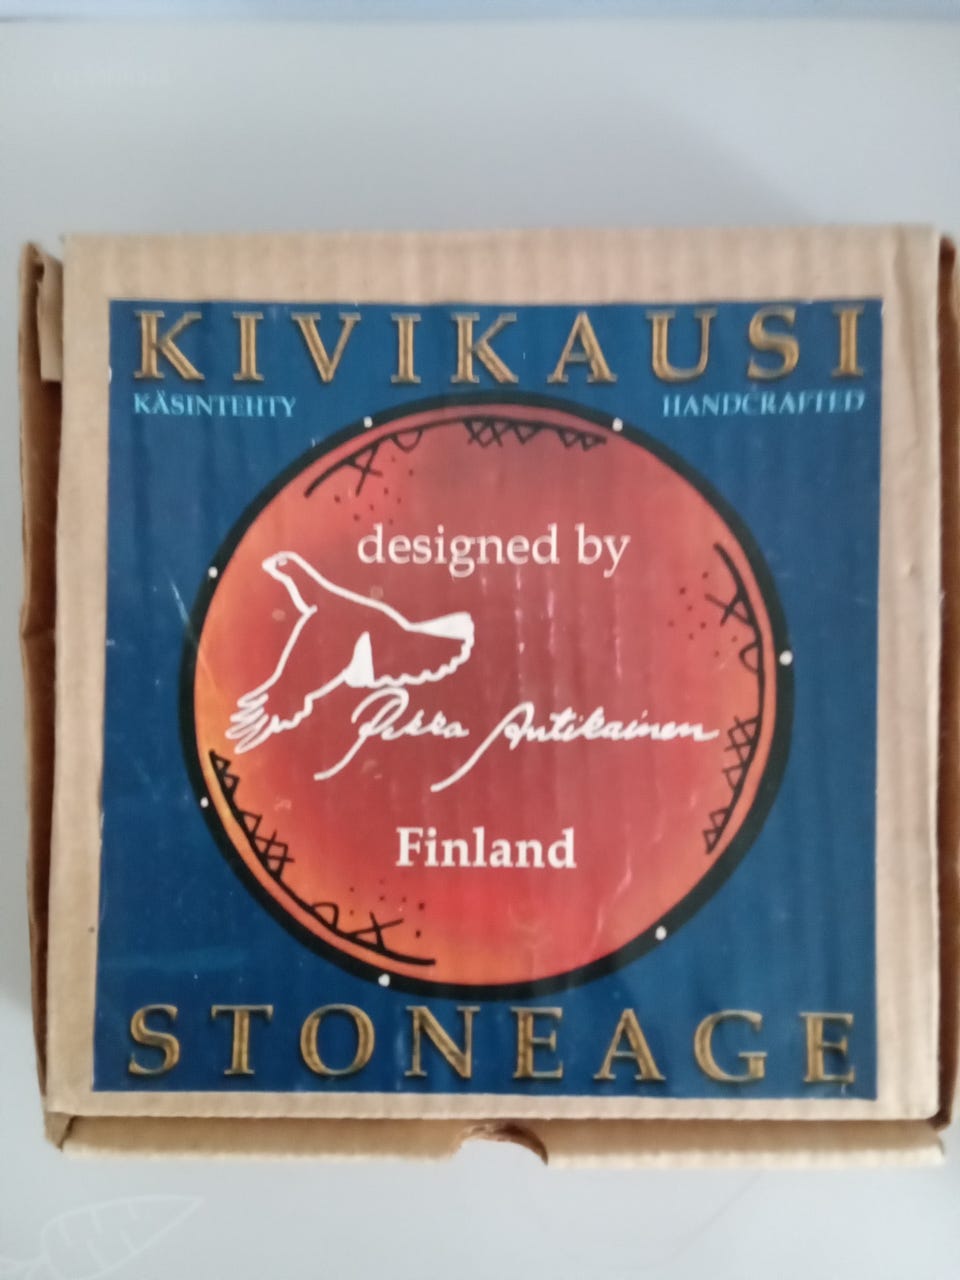 KIVIKAUSI
KÄSINTEHTY HANDCRAFTED
designed by
Pekka Antikainen
Finland
STONEAGE